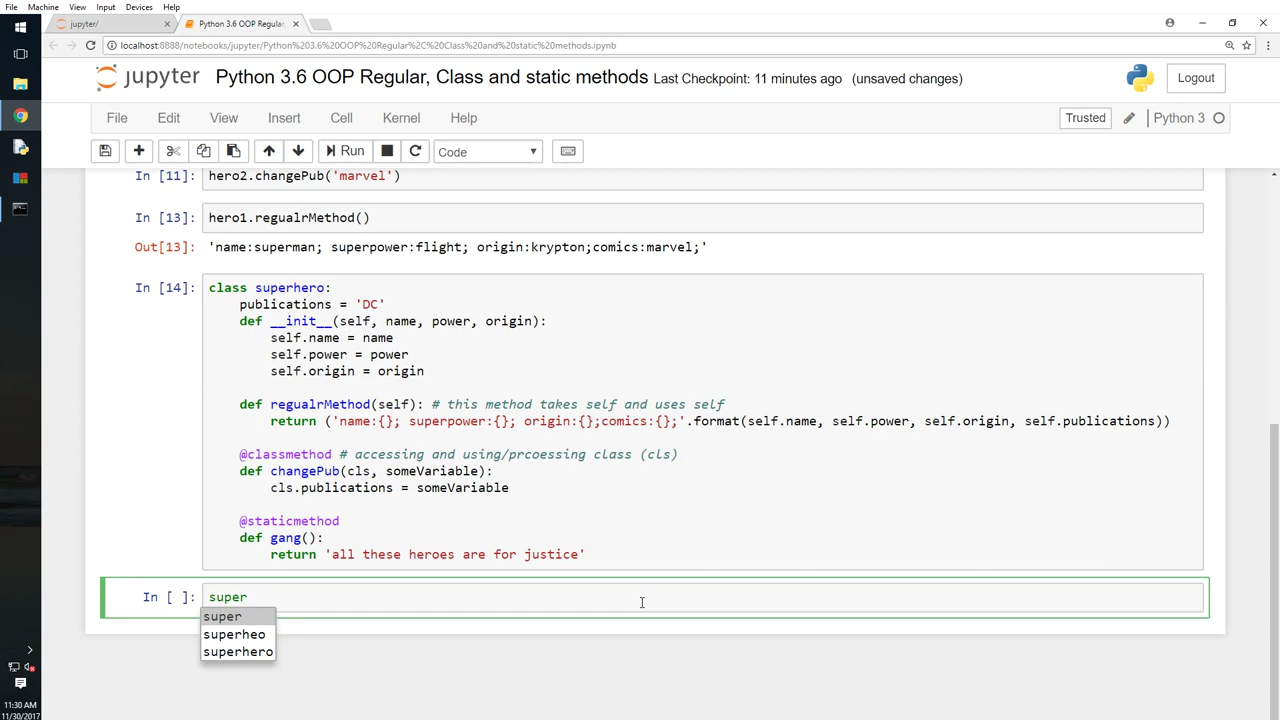 File Machine View Input Devices Help
jupyter/
Python 3.6 OOP Regular,
localhost:8888/notebooks/jupyter/Python%203.6%20OOP%20Regular%2C%20Class%20and%20static%20methods.ipynb
jupyter Python 3.6 OOP Regular, Class and static methods Last Checkpoint: 11 minutes ago (unsaved changes) Logout
File Edit View Insert Cell Kernel Help Trusted Python 3
Run Code
In [11]: hero2.changePub('marvel')
In [13]: hero1.regualrMethod()
Out[13]: 'name:superman; superpower:flight; origin:krypton;comics:marvel;'
In [14]: class superhero:
publications = 'DC'
def __init__(self, name, power, origin):
self.name = name
self.power = power
self.origin = origin
def regualrMethod(self): # this method takes self and uses self
return ('name:{}; superpower:{}; origin:{};comics:{};'.format(self.name, self.power, self.origin, self.publications))
@classmethod # accessing and using/prcoessing class (cls)
def changePub(cls, someVariable):
cls.publications = someVariable
@staticmethod
def gang():
return 'all these heroes are for justice'
In [ ]: super
super
superheo
superhero
11:30 AM
11/30/2017